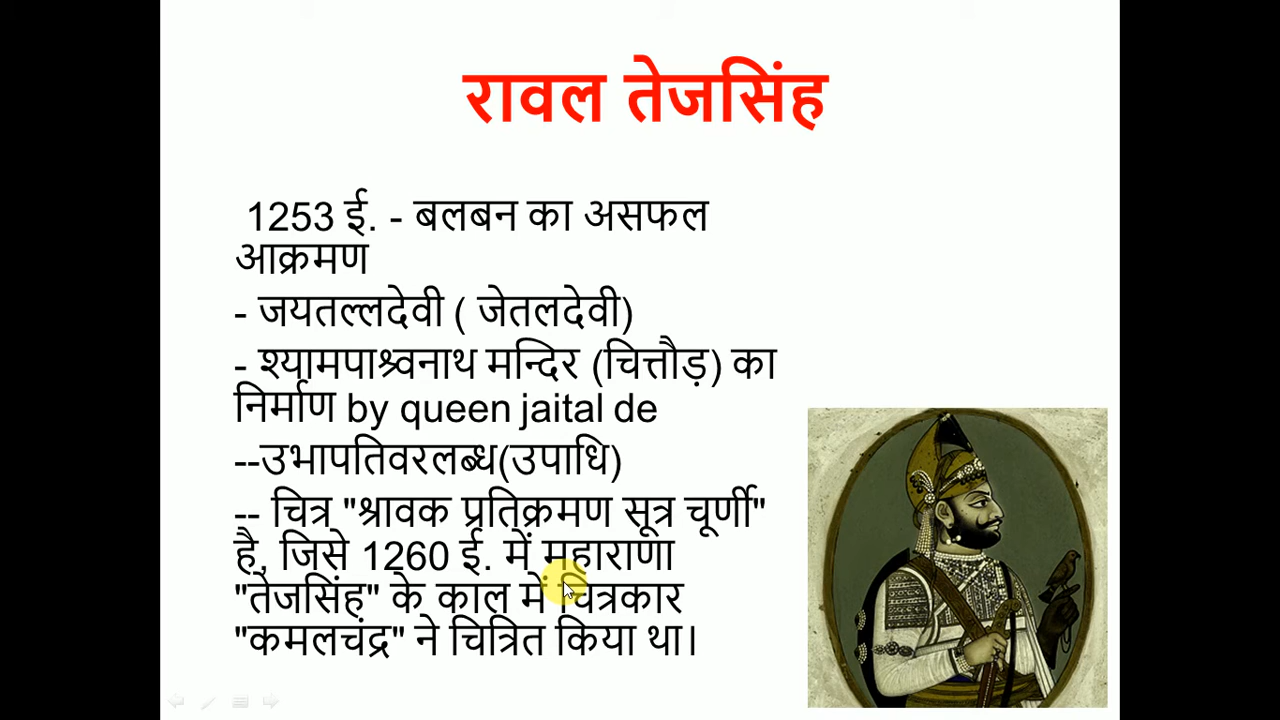 रावल तेजसिंह
1253 ई. - बलबन का असफल
आक्रमण
- जयतल्लदेवी ( जेतलदेवी)
- श्यामपाश्र्वनाथ मन्दिर (चित्तौड़) का
निर्माण by queen jaital de
--उभापतिवरलब्ध(उपाधि)
-- चित्र "श्रावक प्रतिक्रमण सूत्र चूर्णी"
है, जिसे 1260 ई. में महाराणा
"तेजसिंह" के काल में चित्रकार
"कमलचंद्र" ने चित्रित किया था।